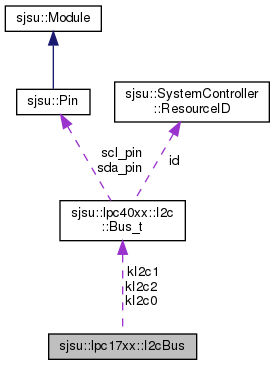 sjsu::Module
sjsu::Pin
sjsu::SystemController
::ResourceID
scl_pin
sda_pin
id
sjsu::lpc40xx::I2c
::Bus_t
kI2c1
kI2c2
kI2c0
sjsu::lpc17xx::I2cBus